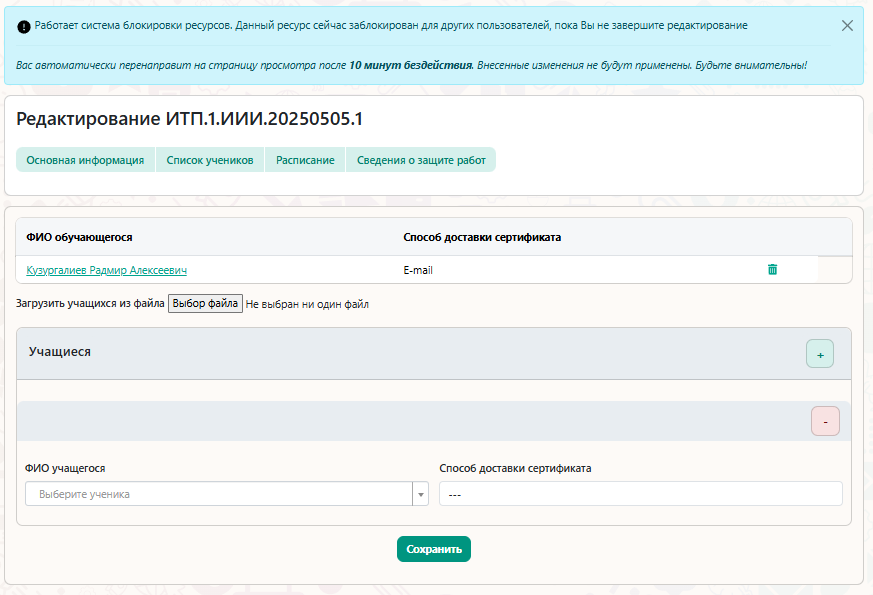 Работает система блокировки ресурсов. Данный ресурс сейчас заблокирован для других пользователей, пока Вы не завершите редактирование
Вас автоматически перенаправит на страницу просмотра после 10 минут бездействия. Внесенные изменения не будут применены. Будьте внимательны!
Редактирование ИТП.1.ИИИ.20250505.1
Основная информация Список учеников Расписание Сведения о защите работ
ФИО обучающегося Способ доставки сертификата
Кузургалиев Радмир Алексеевич E-mail
Загрузить учащихся из файла Выбор файла Не выбран ни один файл
Учащиеся +
-
ФИО учащегося Способ доставки сертификата
Выберите ученика ---
Сохранить